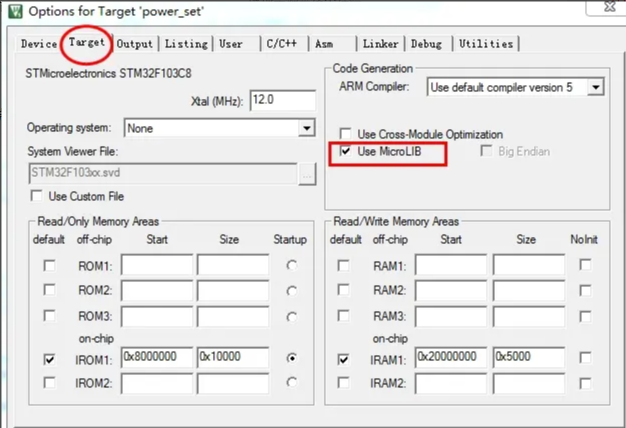 Options for Target 'power_set'
Device Target Output Listing User C/C++ Asm Linker Debug Utilities
STMicroelectronics STM32F103C8
Xtal (MHz): 12.0
Operating system: None
System Viewer File:
STM32F103xx.svd ...
Use Custom File
Code Generation
ARM Compiler: Use default compiler version 5
Use Cross-Module Optimization
Use MicroLIB Big Endian
Read/Only Memory Areas
default off-chip Start Size Startup
ROM1:
ROM2:
ROM3:
on-chip
IROM1: 0x8000000 0x10000
IROM2:
Read/Write Memory Areas
default off-chip Start Size NoInit
RAM1:
RAM2:
RAM3:
on-chip
IRAM1: 0x20000000 0x5000
IRAM2: